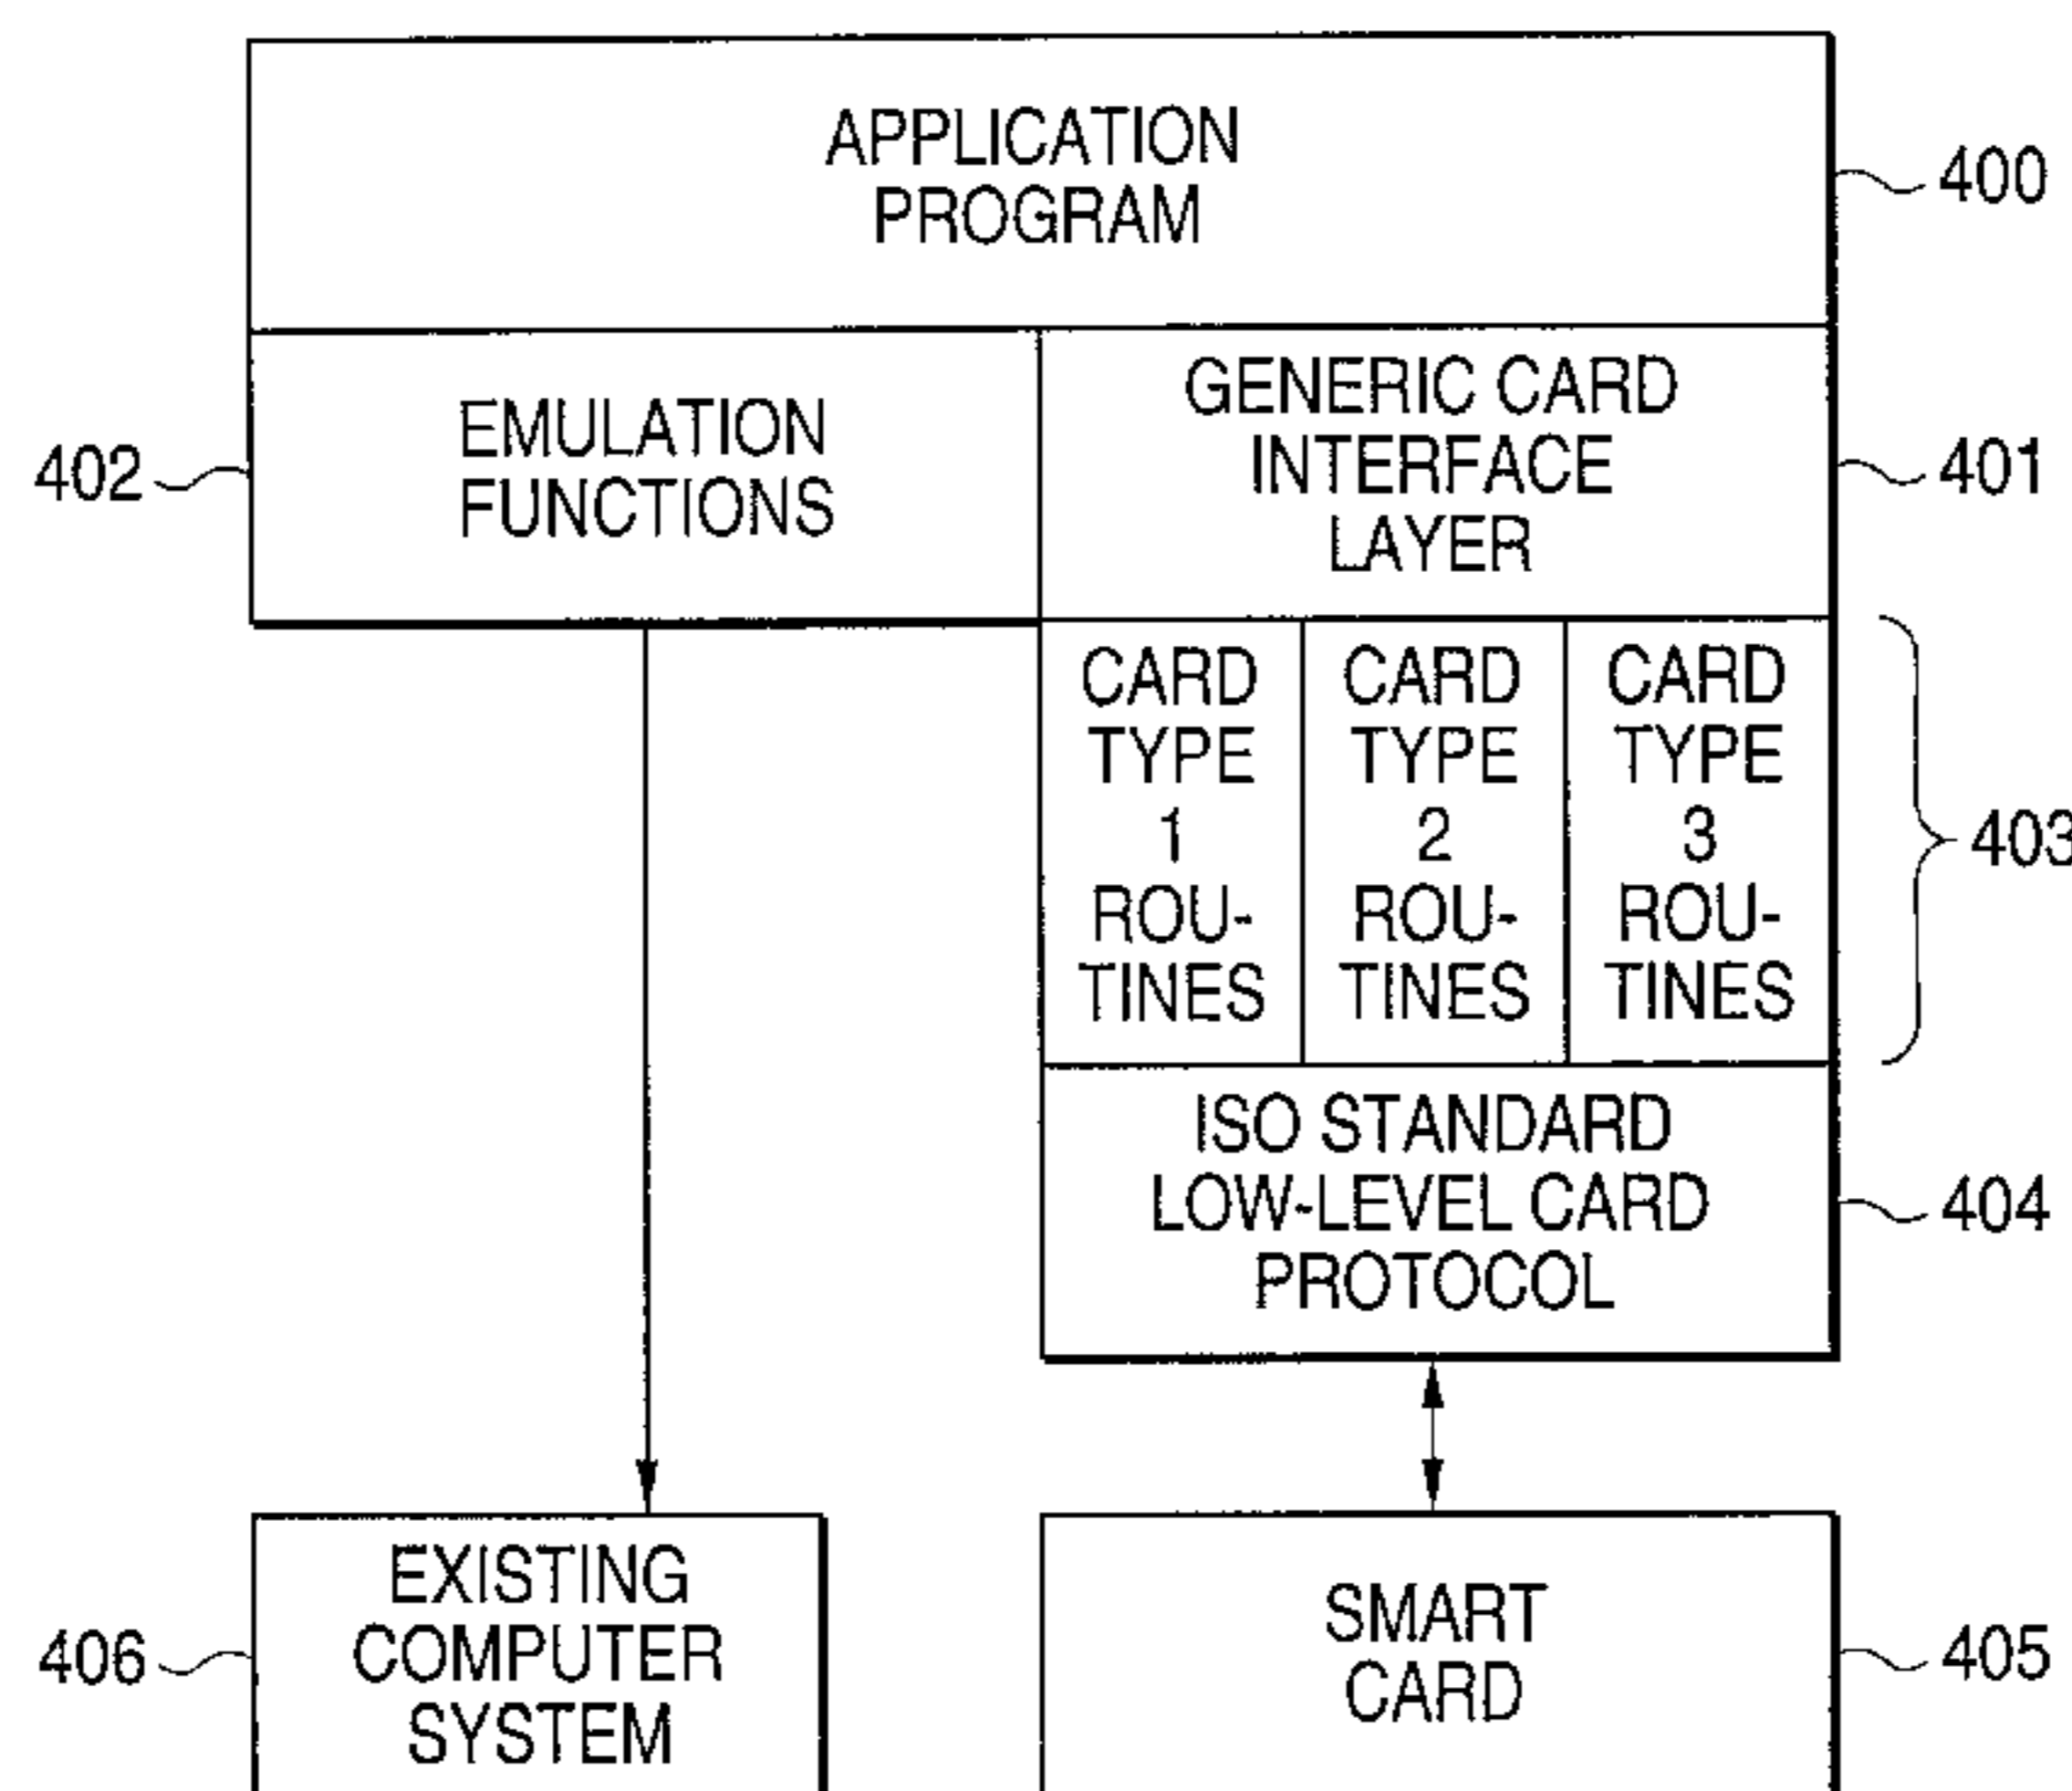 APPLICATION
PROGRAM
400
EMULATION
FUNCTIONS
402
GENERIC CARD
INTERFACE
LAYER
401
CARD
TYPE
1
ROU-
TINES
CARD
TYPE
2
ROU-
TINES
CARD
TYPE
3
ROU-
TINES
403
ISO STANDARD
LOW-LEVEL CARD
PROTOCOL
404
EXISTING
COMPUTER
SYSTEM
406
SMART
CARD
405